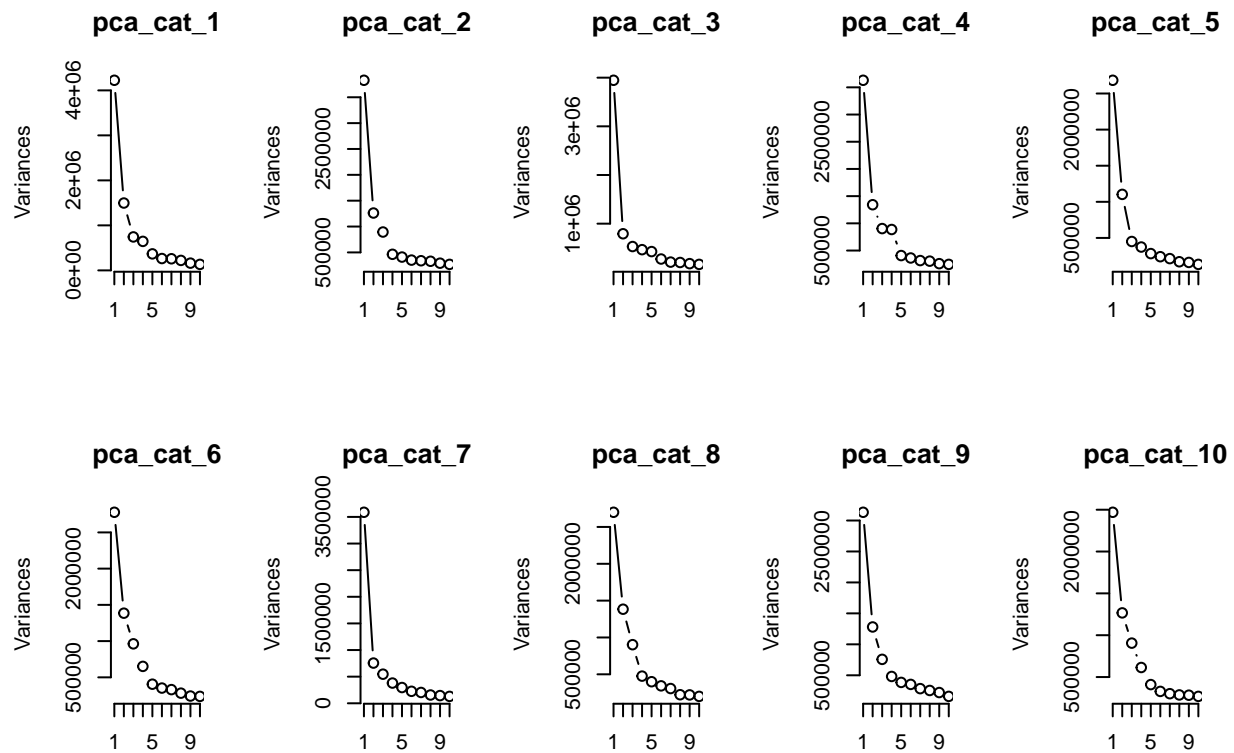 pca_cat_1
pca_cat_2
pca_cat_3
pca_cat_4
pca_cat_5
Variances
0e+00 2e+06 4e+06
1 5 9
Variances
500000 2500000
1 5 9
Variances
1e+06 3e+06
1 5 9
Variances
500000 2500000
1 5 9
Variances
500000 2000000
1 5 9
pca_cat_6
pca_cat_7
pca_cat_8
pca_cat_9
pca_cat_10
Variances
500000 2000000
1 5 9
Variances
0 1500000 3500000
1 5 9
Variances
500000 2000000
1 5 9
Variances
500000 2500000
1 5 9
Variances
500000 2000000
1 5 9